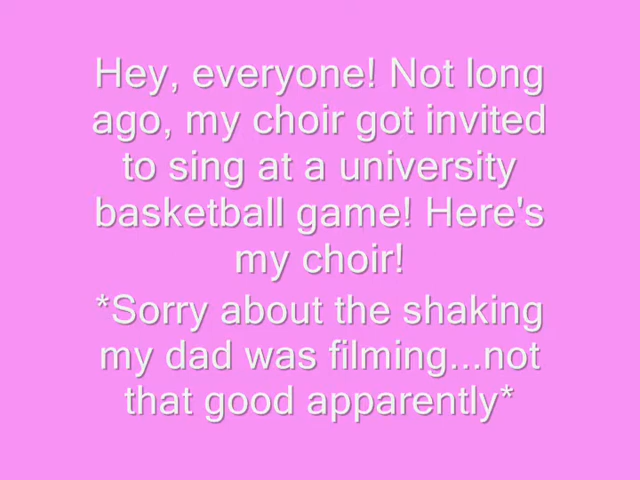 Hey, everyone! Not long
ago, my choir got invited
to sing at a university
basketball game! Here's
my choir!
*Sorry about the shaking
my dad was filming...not
that good apparently*